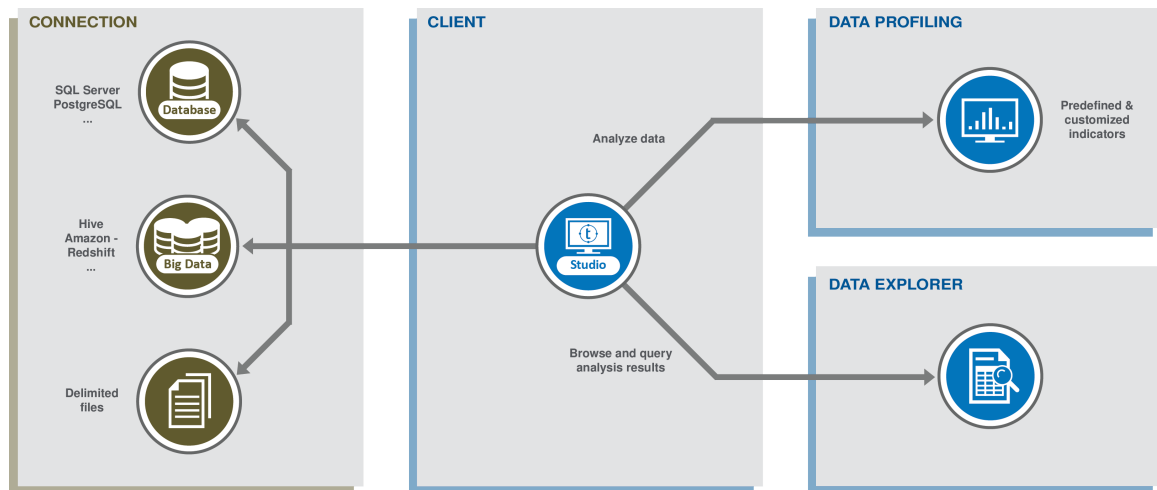 CONNECTION
SQL Server
PostgreSQL
...
Database
Hive
Amazon -
Redshift
...
Big Data
Delimited
files
CLIENT
Analyze data
t
Studio
Browse and query
analysis results
DATA PROFILING
Predefined &
customized
indicators
DATA EXPLORER